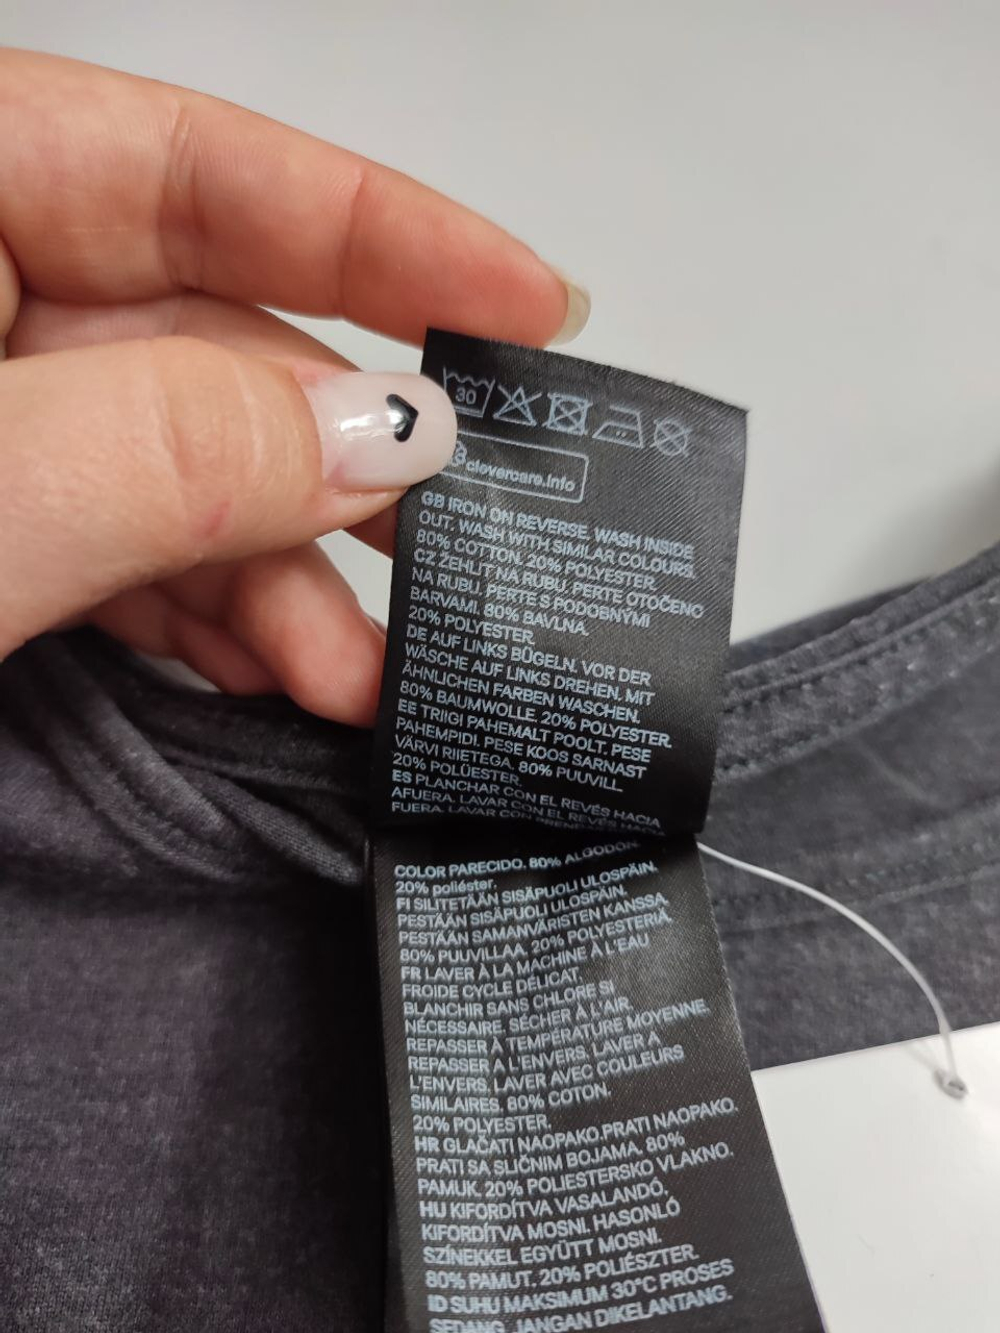 30
clevercare.info
GB IRON ON REVERSE. WASH INSIDE
OUT. WASH WITH SIMILAR COLOURS.
80% COTTON. 20% POLYESTER.
CZ ŽEHLIT NA RUBU. PERTE OTOČENO
NA RUBU. PERTE S PODOBNÝMI
BARVAMI. 80% BAVLNA,
20% POLYESTER.
DE AUF LINKS BÜGELN. VOR DER
WÄSCHE AUF LINKS DREHEN. MIT
ÄHNLICHEN FARBEN WASCHEN.
80% BAUMWOLLE. 20% POLYESTER.
EE TRIIGI PAHEMALT POOLT. PESE
PAHEMPIDI. PESE KOOS SARNAST
VÄRVI RIIETEGA. 80% PUUVILL,
20% POLÜESTER.
ES PLANCHAR CON EL REVÉS HACIA
AFUERA. LAVAR CON EL REVÉS HACIA
FUERA. LAVAR CON
COLOR PARECIDO. 80% ALGODÓN.
20% poliéster.
FI SILITETÄÄN SISÄPUOLI ULOSPÄIN.
PESTÄÄN SISÄPUOLI ULOSPÄIN.
PESTÄÄN SAMANVÄRISTEN KANSSA.
80% PUUVILLAA. 20% POLYESTERIÄ.
FR LAVER À LA MACHINE À L'EAU
FROIDE CYCLE DÉLICAT.
BLANCHIR SANS CHLORE SI
NÉCESSAIRE. SÉCHER À L'AIR.
REPASSER À TEMPÉRATURE MOYENNE.
REPASSER À L'ENVERS. LAVER À
L'ENVERS. LAVER AVEC COULEURS
SIMILAIRES. 80% COTON.
20% POLYESTER.
HR GLAČATI NAOPAKO.PRATI NAOPAKO.
PRATI SA SLIČNIM BOJAMA. 80%
PAMUK. 20% POLIESTERSKO VLAKNO.
HU KIFORDÍTVA VASALANDÓ.
KIFORDÍTVA MOSNI. HASONLÓ
SZÍNEKKEL EGYÜTT MOSNI.
80% PAMUT. 20% POLIÉSZTER.
ID SUHU MAKSIMUM 30°C PROSES
SEDANG. JANGAN DIKELANTANG.